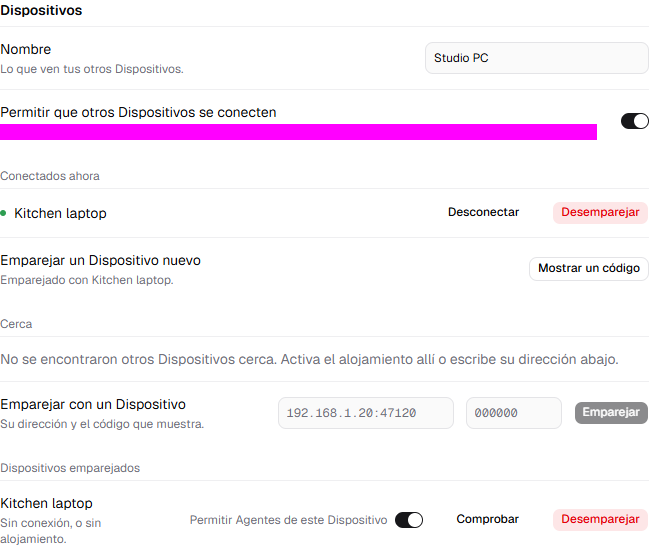 Dispositivos
Nombre
Lo que ven tus otros Dispositivos.
Studio PC
Permitir que otros Dispositivos se conecten
Conectados ahora
Kitchen laptop
Desconectar
Desemparejar
Emparejar un Dispositivo nuevo
Emparejado con Kitchen laptop.
Mostrar un código
Cerca
No se encontraron otros Dispositivos cerca. Activa el alojamiento allí o escribe su dirección abajo.
Emparejar con un Dispositivo
Su dirección y el código que muestra.
192.168.1.20:47120
000000
Emparejar
Dispositivos emparejados
Kitchen laptop
Sin conexión, o sin
alojamiento.
Permitir Agentes de este Dispositivo
Comprobar
Desemparejar